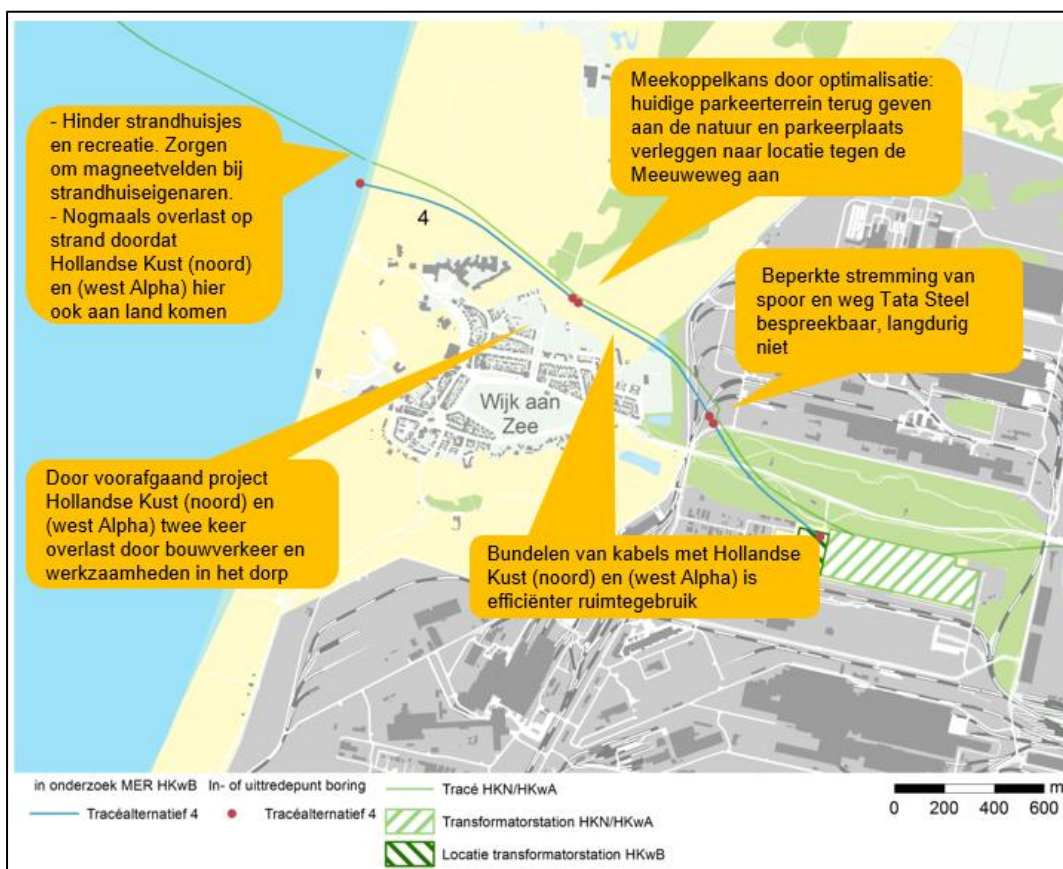 - Hinder strandhuisjes
en recreatie. Zorgen
om magneetvelden bij
strandhuiseigenaren.
- Nogmaals overlast op
strand doordat
Hollandse Kust (noord)
en (west Alpha) hier
ook aan land komen
Meekoppelkans door optimalisatie:
huidige parkeerterrein terug geven
aan de natuur en parkeerplaats
verleggen naar locatie tegen de
Meeuweweg aan
4
Beperkte stremming van
spoor en weg Tata Steel
bespreekbaar, langdurig
niet
Wijk aan
Zee
Door voorafgaand project
Hollandse Kust (noord) en
(west Alpha) twee keer
overlast door bouwverkeer en
werkzaamheden in het dorp
Bundelen van kabels met Hollandse
Kust (noord) en (west Alpha) is
efficiënter ruimtegebruik
in onderzoek MER HKwB
Tracéalternatief 4
In- of uittredepunt boring
Tracéalternatief 4
Tracé HKN/HKwA
Transformatorstation HKN/HKwA
Locatie transformatorstation HKwB
m
0 200 400 600